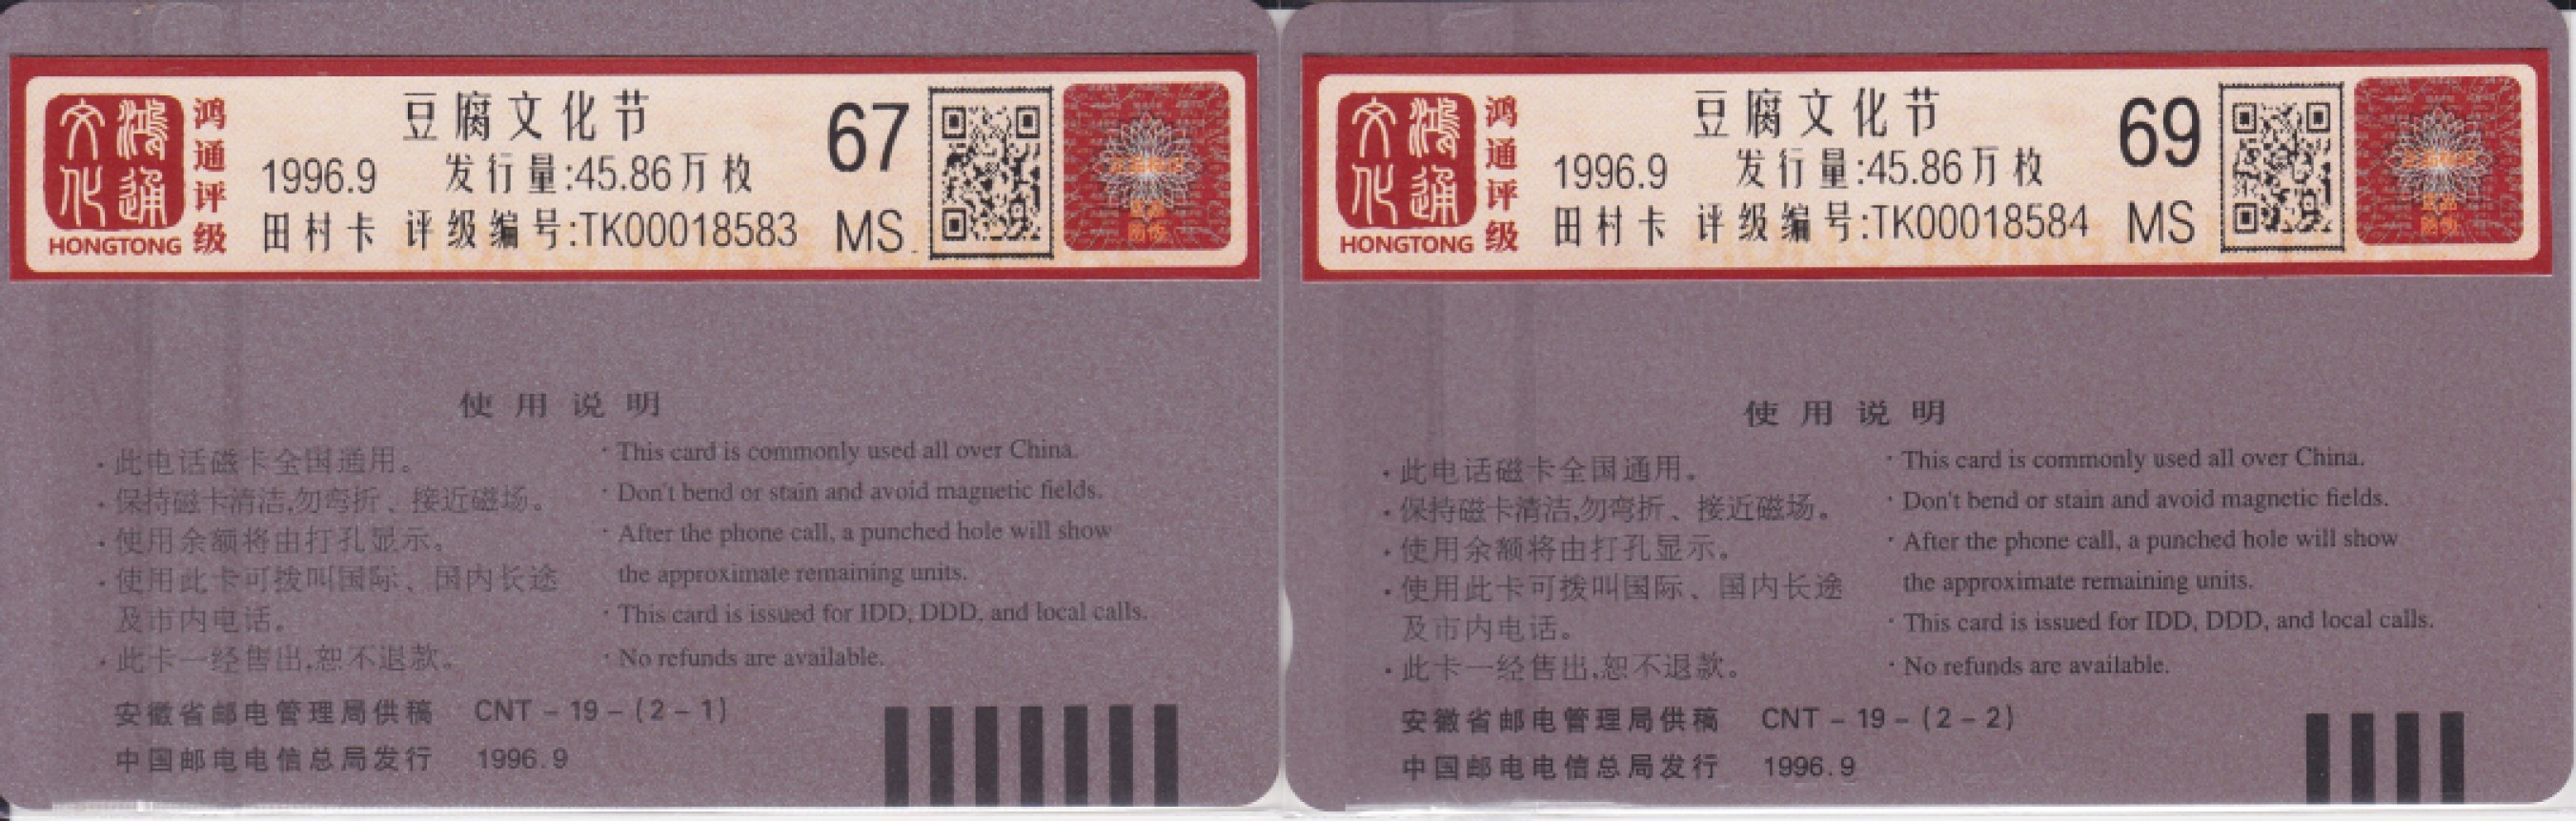 鸿通文化
HONGTONG
鸿通评级
豆腐文化节
1996.9 发行量:45.86万枚
田村卡 评级编号:TK00018583
67
MS
使用说明
·此电话磁卡全国通用。
·保持磁卡清洁,勿弯折、接近磁场。
·使用余额将由打孔显示。
·使用此卡可拨叫国际、国内长途
及市内电话。
·此卡一经售出,恕不退款。
·This card is commonly used all over China.
·Don't bend or stain and avoid magnetic fields.
·After the phone call, a punched hole will show
the approximate remaining units.
·This card is issued for IDD, DDD, and local calls.
·No refunds are available.
安徽省邮电管理局供稿 CNT-19-(2-1)
中国邮电电信总局发行 1996.9
鸿通文化
HONGTONG
鸿通评级
豆腐文化节
1996.9 发行量:45.86万枚
田村卡 评级编号:TK00018584
69
MS
使用说明
·此电话磁卡全国通用。
·保持磁卡清洁,勿弯折、接近磁场。
·使用余额将由打孔显示。
·使用此卡可拨叫国际、国内长途
及市内电话。
·此卡一经售出,恕不退款。
·This card is commonly used all over China.
·Don't bend or stain and avoid magnetic fields.
·After the phone call, a punched hole will show
the approximate remaining units.
·This card is issued for IDD, DDD, and local calls.
·No refunds are available.
安徽省邮电管理局供稿 CNT-19-(2-2)
中国邮电电信总局发行 1996.9